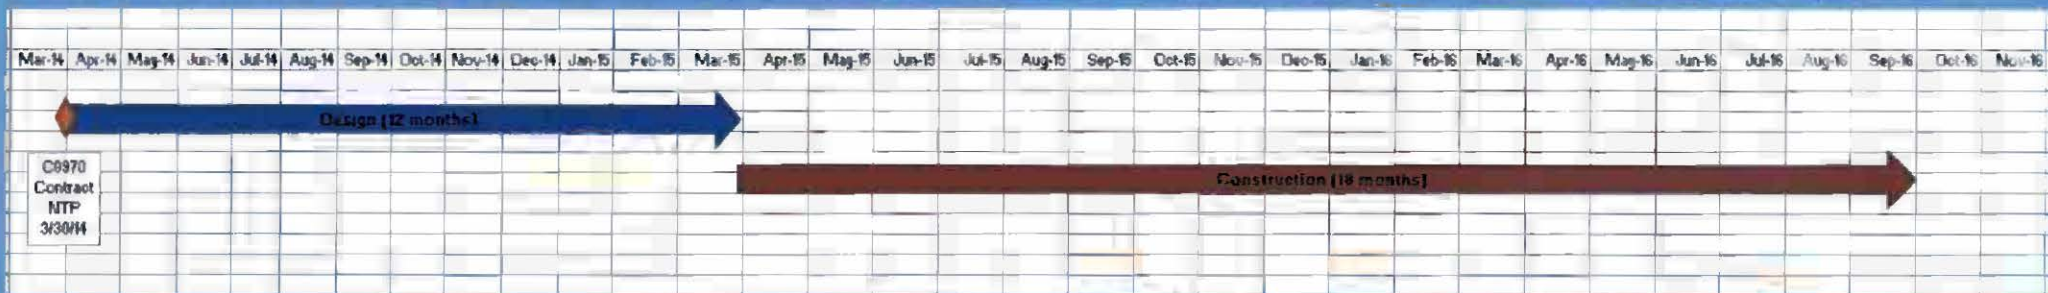 Mar-14 Apr-14 May-14 Jun-14 Jul-14 Aug-14 Sep-14 Oct-14 Nov-14 Dec-14 Jan-15 Feb-15 Mar-15 Apr-15 May-15 Jun-15 Jul-15 Aug-15 Sep-15 Oct-15 Nov-15 Dec-15 Jan-16 Feb-16 Mar-16 Apr-16 May-16 Jun-16 Jul-16 Aug-16 Sep-16 Oct-16 Nov-16
Design (12 months)
C8970
Contract
NTP
3/30/14
Construction (18 months)